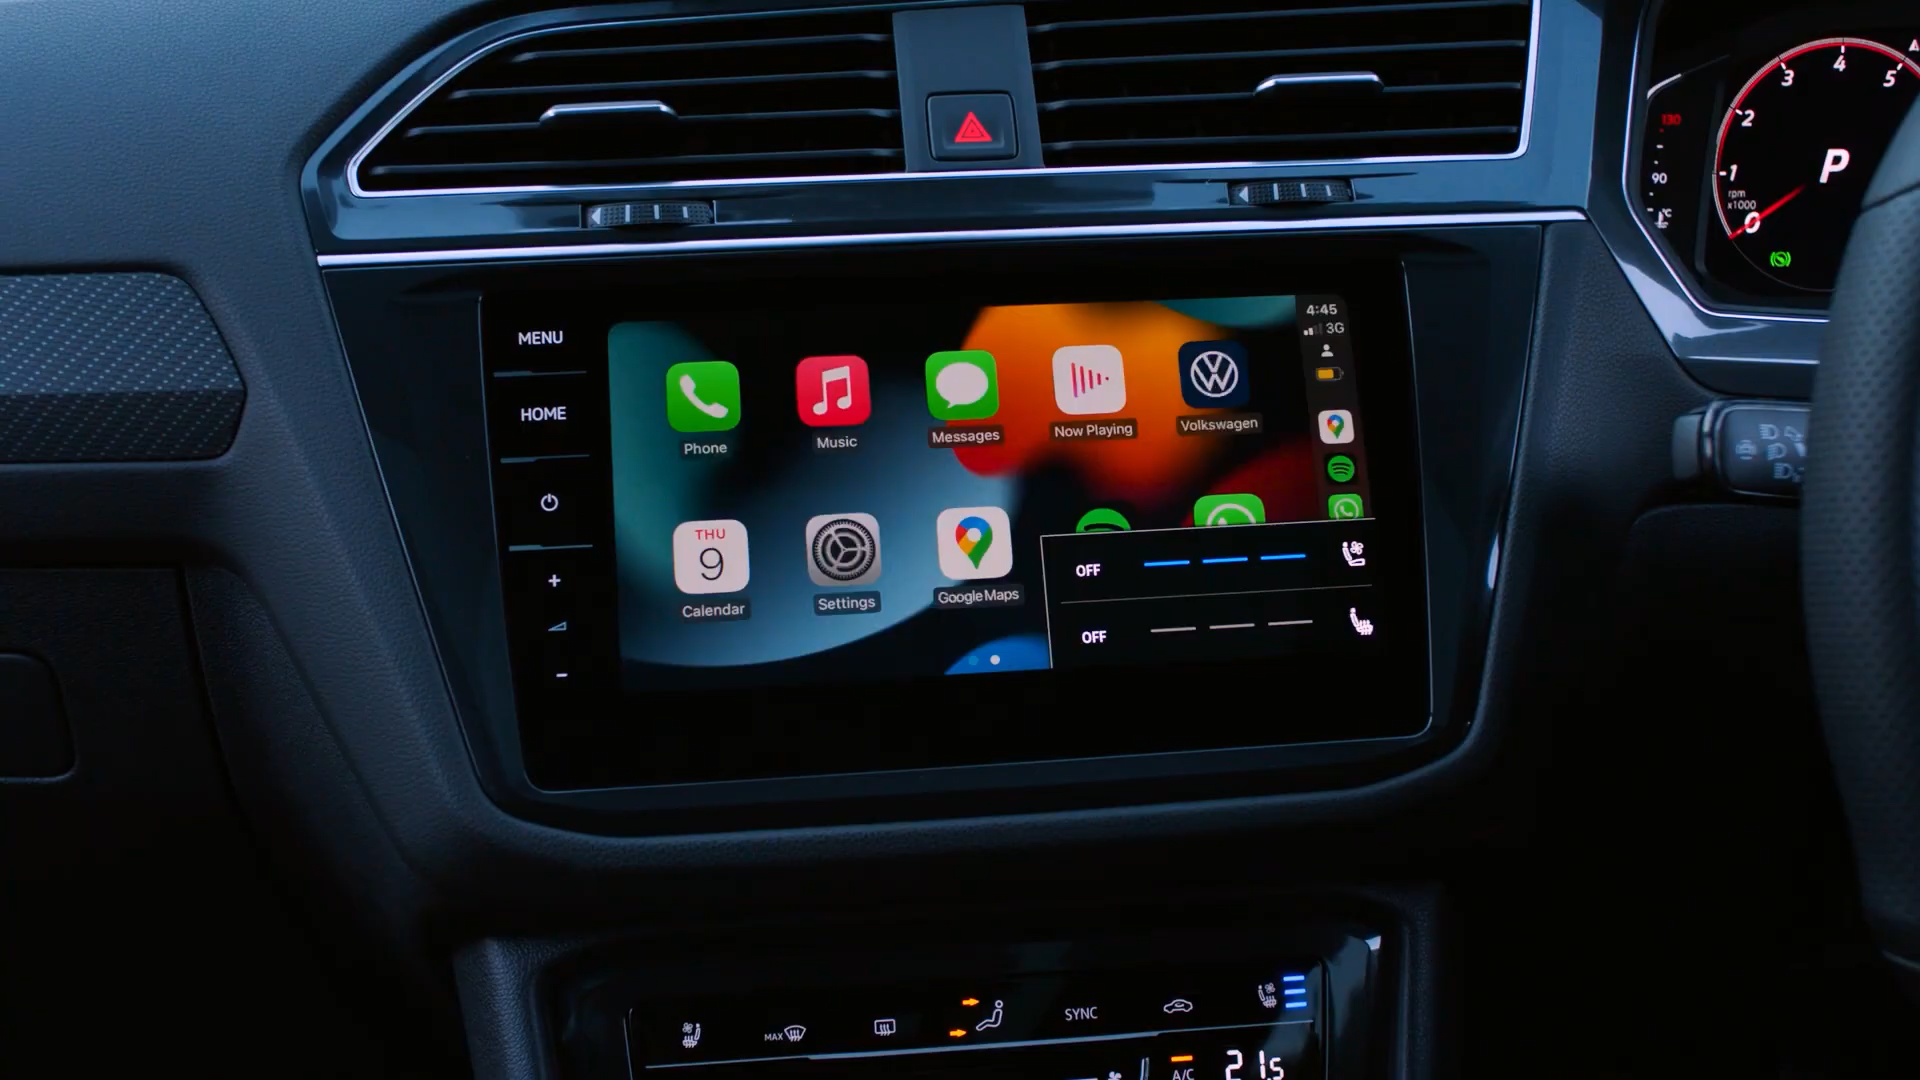 MENU
HOME
+
-
Phone
Music
Messages
Now Playing
Volkswagen
THU
9
Calendar
Settings
Google Maps
4:45
3G
OFF
OFF
130
90
°C
0
1
2
3
4
5
rpm
x1000
P
MAX
SYNC
A/C
21.5